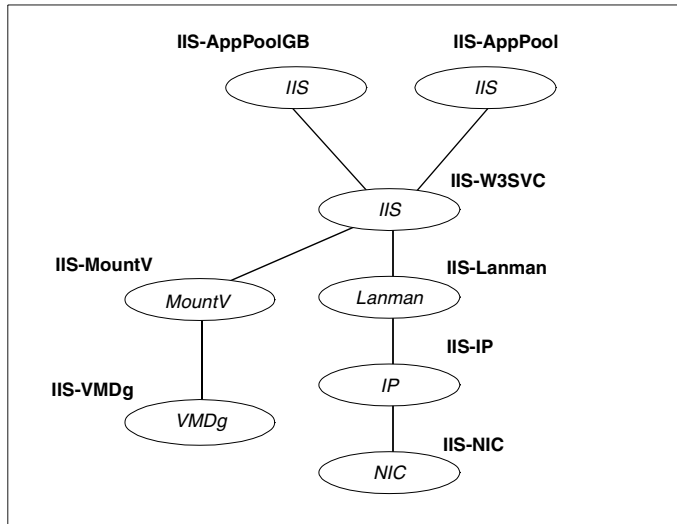 IIS-AppPoolGB
IIS-AppPool
IIS
IIS
IIS-W3SVC
IIS
IIS-MountV
IIS-Lanman
MountV
Lanman
IIS-IP
IP
IIS-VMDg
VMDg
IIS-NIC
NIC